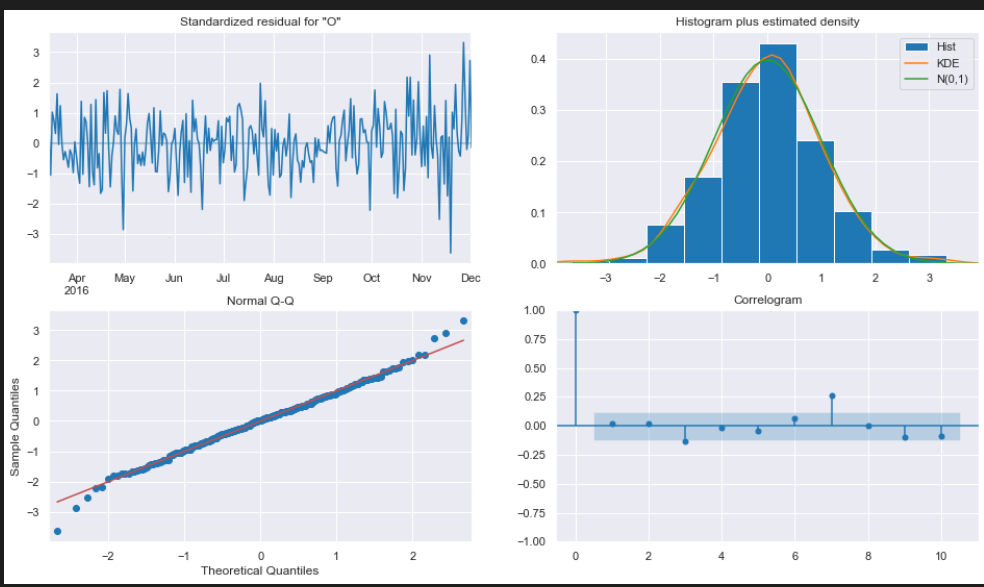 Standardized residual for "O"
3
2
1
0
−1
−2
−3
Apr May Jun Jul Aug Sep Oct Nov Dec
2016
Histogram plus estimated density
Hist
KDE
N(0,1)
0.4
0.3
0.2
0.1
0.0
−3 −2 −1 0 1 2 3
Normal Q-Q
Sample Quantiles
3
2
1
0
−1
−2
−3
−2 −1 0 1 2
Theoretical Quantiles
Correlogram
1.00
0.75
0.50
0.25
0.00
−0.25
−0.50
−0.75
−1.00
0 2 4 6 8 10